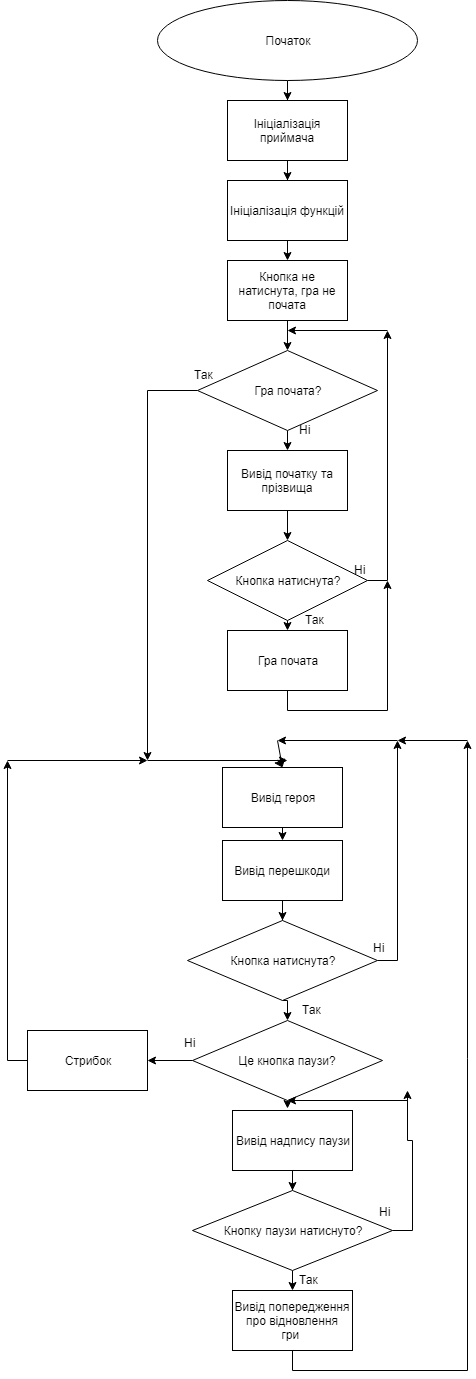 Початок
Ініціалізація
приймача
Ініціалізація функцій
Кнопка не
натиснута, гра не
почата
Так
Гра почата?
Ні
Вивід початку та
прізвища
Ні
Кнопка натиснута?
Так
Гра почата
Вивід героя
Вивід перешкоди
Ні
Кнопка натиснута?
Так
Ні
Стрибок
Це кнопка паузи?
Вивід надпису паузи
Ні
Кнопку паузи натиснуто?
Так
Вивід попередження
про відновлення
гри